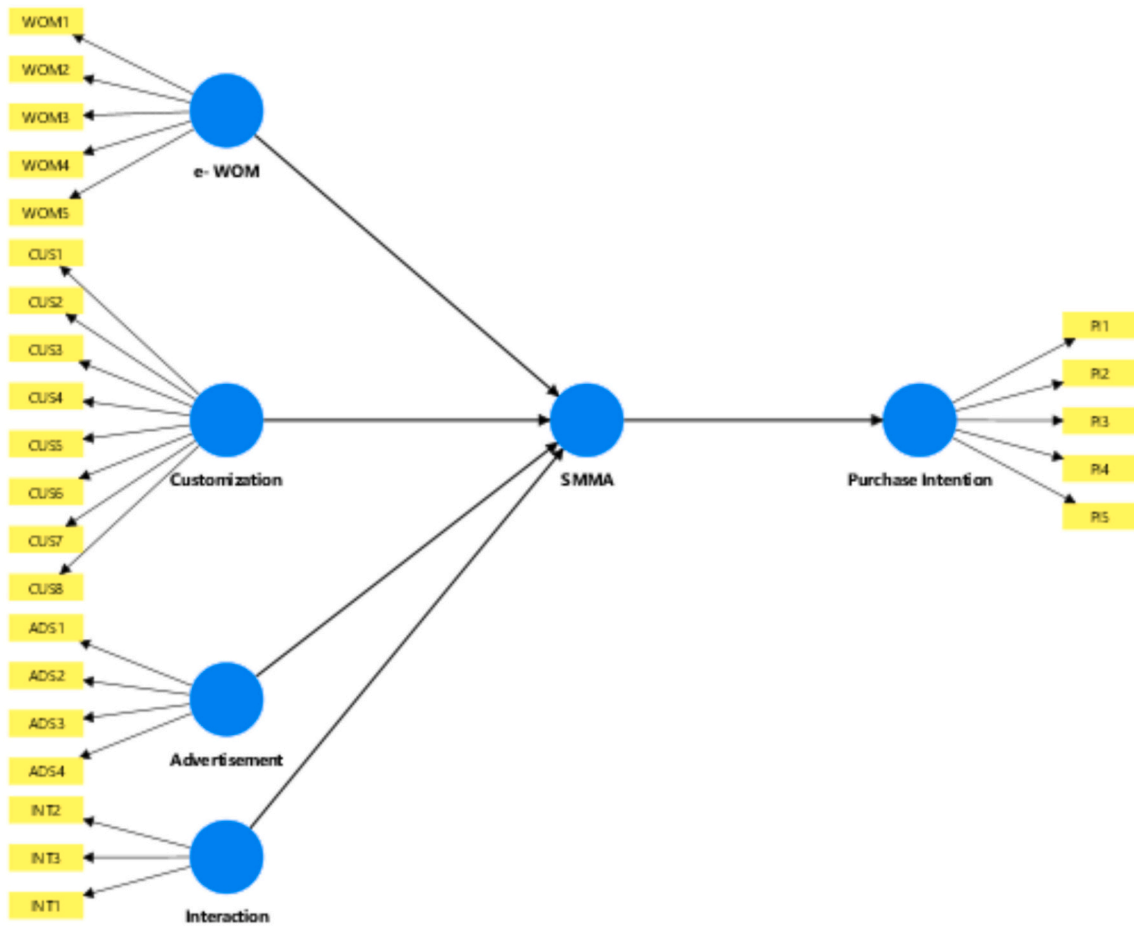 WOM1
WOM2
WOM3
WOM4
WOM5
e- WOM
CUS1
CUS2
CUS3
CUS4
CUS5
CUS6
CUS7
CUS8
Customization
SMMA
Purchase Intention
PI1
PI2
PI3
PI4
PI5
ADS1
ADS2
ADS3
ADS4
Advertisement
INT2
INT3
INT1
Interaction